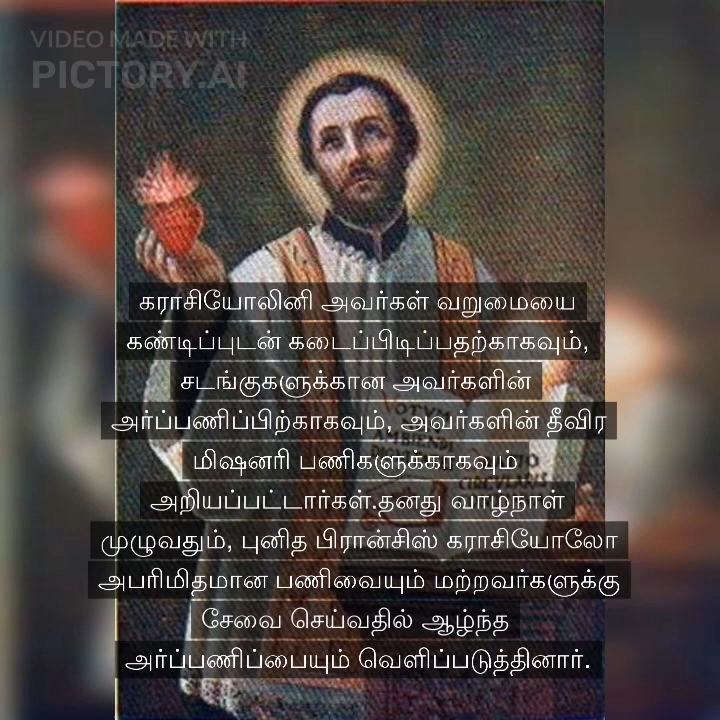 VIDEO MADE WITH
PICTORY.AI
கராசியோலினி அவர்கள் வறுமையை
கண்டிப்புடன் கடைப்பிடிப்பதற்காகவும்,
சடங்குகளுக்கான அவர்களின்
அர்ப்பணிப்பிற்காகவும், அவர்களின் தீவிர
மிஷனரி பணிகளுக்காகவும்
அறியப்பட்டார்கள்.தனது வாழ்நாள்
முழுவதும், புனித பிரான்சிஸ் கராசியோலோ
அபரிமிதமான பணிவையும் மற்றவர்களுக்கு
சேவை செய்வதில் ஆழ்ந்த
அர்ப்பணிப்பையும் வெளிப்படுத்தினார்.